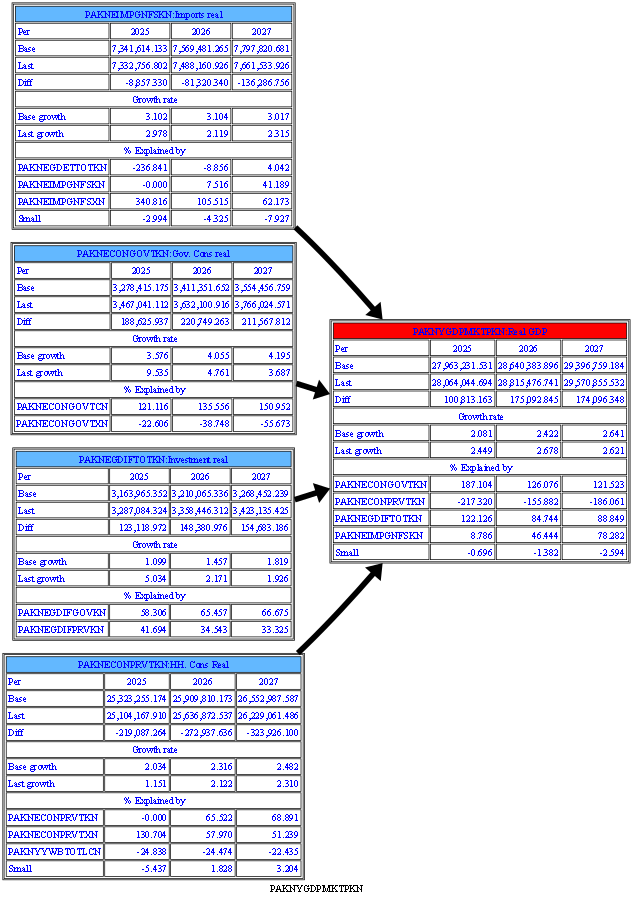 PAKNEIMPGNFSKN:Imports real
Per 2025 2026 2027
Base 7,341,614.133 7,569,481.265 7,797,820.681
Last 7,332,756.802 7,488,160.926 7,661,533.926
Diff -8,857.330 -81,320.340 -136,286.756
Growth rate
Base growth 3.102 3.104 3.017
Last growth 2.978 2.119 2.315
% Explained by
PAKNEGDETTOTKN -236.841 -8.856 4.042
PAKNEIMPGNFSKN -0.000 7.516 41.189
PAKNEIMPGNFSXN 340.816 105.515 62.173
Small -2.994 -4.325 -7.927
PAKNECONGOVTKN:Gov. Cons real
Per 2025 2026 2027
Base 3,278,415.175 3,411,351.652 3,554,456.759
Last 3,467,041.112 3,632,100.916 3,766,024.571
Diff 188,625.937 220,749.263 211,567.812
Growth rate
Base growth 3.576 4.055 4.195
Last growth 9.535 4.761 3.687
% Explained by
PAKNECONGOVTCN 121.116 135.556 150.952
PAKNECONGOVTXN -22.606 -38.748 -55.673
PAKNYGDPMKTPKN:Real GDP
Per 2025 2026 2027
Base 27,963,231.531 28,640,383.896 29,396,759.184
Last 28,064,044.694 28,815,476.741 29,570,855.532
Diff 100,813.163 175,092.845 174,096.348
Growth rate
Base growth 2.081 2.422 2.641
Last growth 2.449 2.678 2.621
% Explained by
PAKNECONGOVTKN 187.104 126.076 121.523
PAKNECONPRVTKN -217.320 -155.882 -186.061
PAKNEGDIFTOTKN 122.126 84.744 88.849
PAKNEIMPGNFSKN 8.786 46.444 78.282
Small -0.696 -1.382 -2.594
PAKNEGDIFTOTKN:Investment real
Per 2025 2026 2027
Base 3,163,965.352 3,210,065.336 3,268,452.239
Last 3,287,084.324 3,358,446.312 3,423,135.425
Diff 123,118.972 148,380.976 154,683.186
Growth rate
Base growth 1.099 1.457 1.819
Last growth 5.034 2.171 1.926
% Explained by
PAKNEGDIFGOVKN 58.306 65.457 66.675
PAKNEGDIFPRVKN 41.694 34.543 33.325
PAKNECONPRVTKN:HH. Cons Real
Per 2025 2026 2027
Base 25,323,255.174 25,909,810.173 26,552,987.587
Last 25,104,167.910 25,636,872.537 26,229,061.486
Diff -219,087.264 -272,937.636 -323,926.100
Growth rate
Base growth 2.034 2.316 2.482
Last growth 1.151 2.122 2.310
% Explained by
PAKNECONPRVTKN -0.000 65.522 68.891
PAKNECONPRVTXN 130.704 57.970 51.239
PAKNYYWBTOTLCN -24.838 -24.474 -22.435
Small -5.437 1.828 3.204
PAKNYGDPMKTPKN